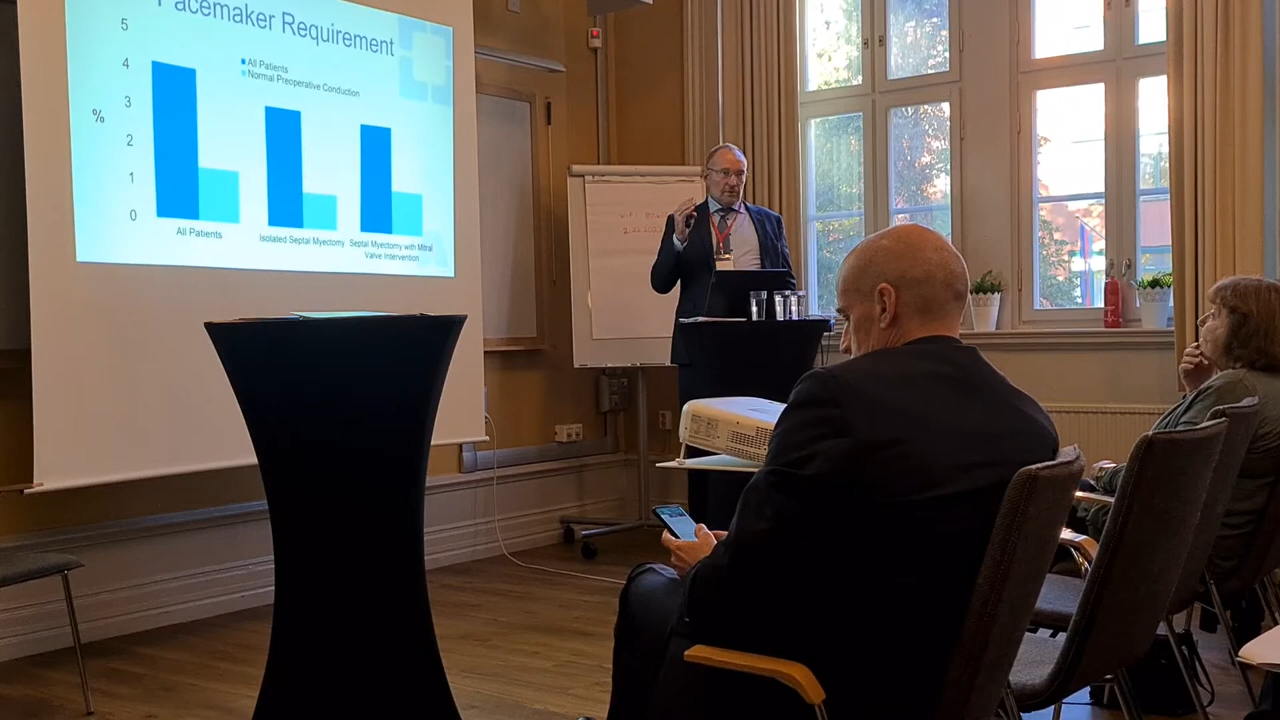 Pacemaker Requirement
5
4
3
2
1
0
%
All Patients
Normal Preoperative Conduction
All Patients
Isolated Septal Myectomy
Septal Myectomy with Mitral
Valve Intervention